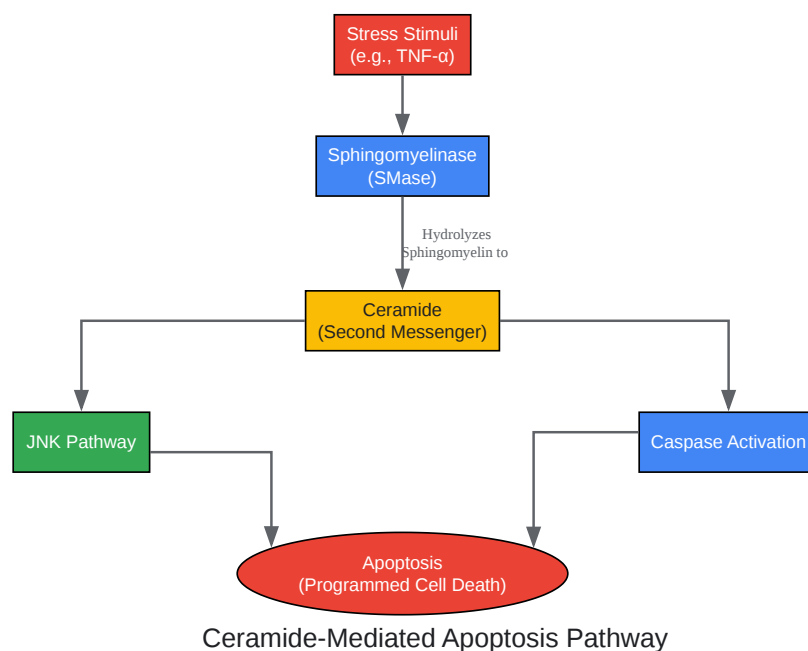 Stress Stimuli
(e.g., TNF-α)
Sphingomyelinase
(SMase)
Hydrolyzes
Sphingomyelin to
Ceramide
(Second Messenger)
JNK Pathway
Caspase Activation
Apoptosis
(Programmed Cell Death)
Ceramide-Mediated Apoptosis Pathway